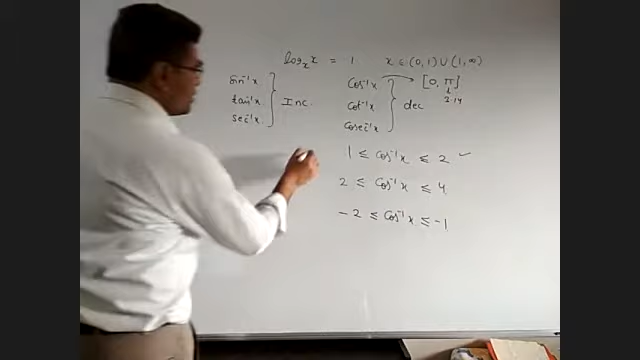 logₓ x = 1 x ∈ (0, 1) ∪ (1, ∞)
sin⁻¹x cos⁻¹x → [0, π]
tan⁻¹x } Inc. cot⁻¹x } dec 3.14
sec⁻¹x cosec⁻¹x
1 ≤ cos⁻¹x ≤ 2 ✓
2 ≤ cos⁻¹x ≤ 4
-2 ≤ cos⁻¹x ≤ -1